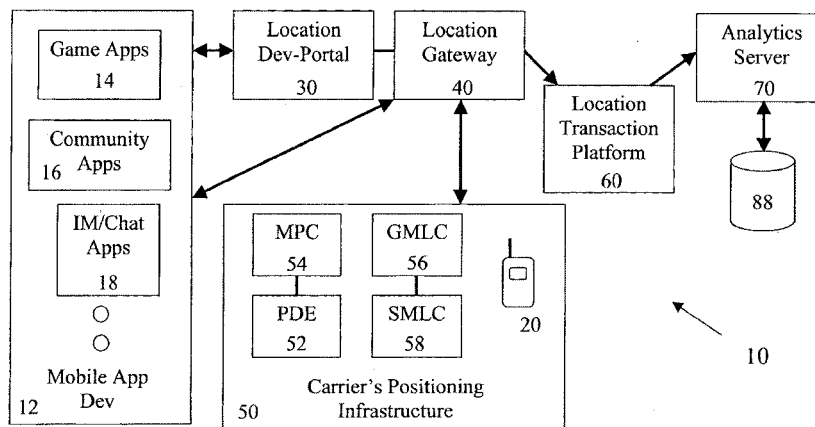 Game Apps
14
Community
16 Apps
IM/Chat
Apps
18
Mobile App
12 Dev
Location
Dev-Portal
30
Location
Gateway
40
Location
Transaction
Platform
60
Analytics
Server
70
88
MPC
54
GMLC
56
PDE
52
SMLC
58
20
Carrier's Positioning
50 Infrastructure
10